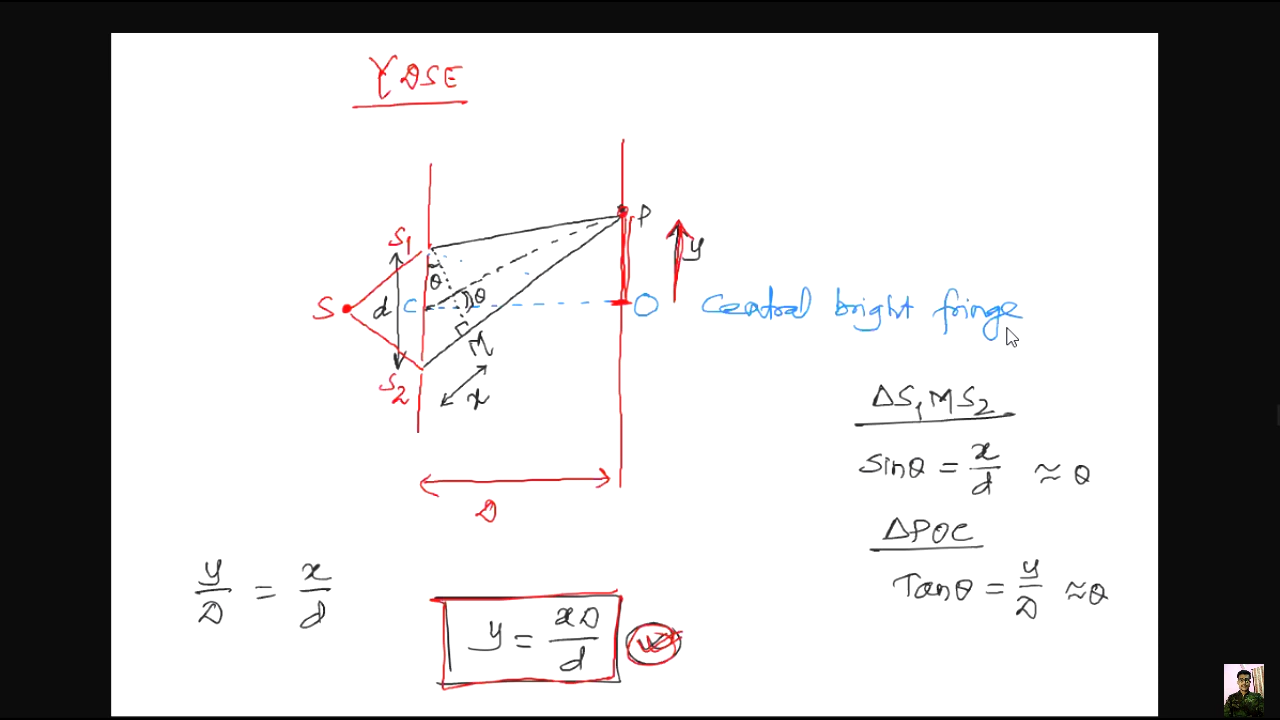 YDSE
P
S1
y
θ
θ
S
d
C
O Central bright fringe
M
S2
x
ΔS1MS2
Sinθ = x/d ≈ θ
D
ΔPOC
Tanθ = y/D ≈ θ
y/D = x/d
y = xD/d